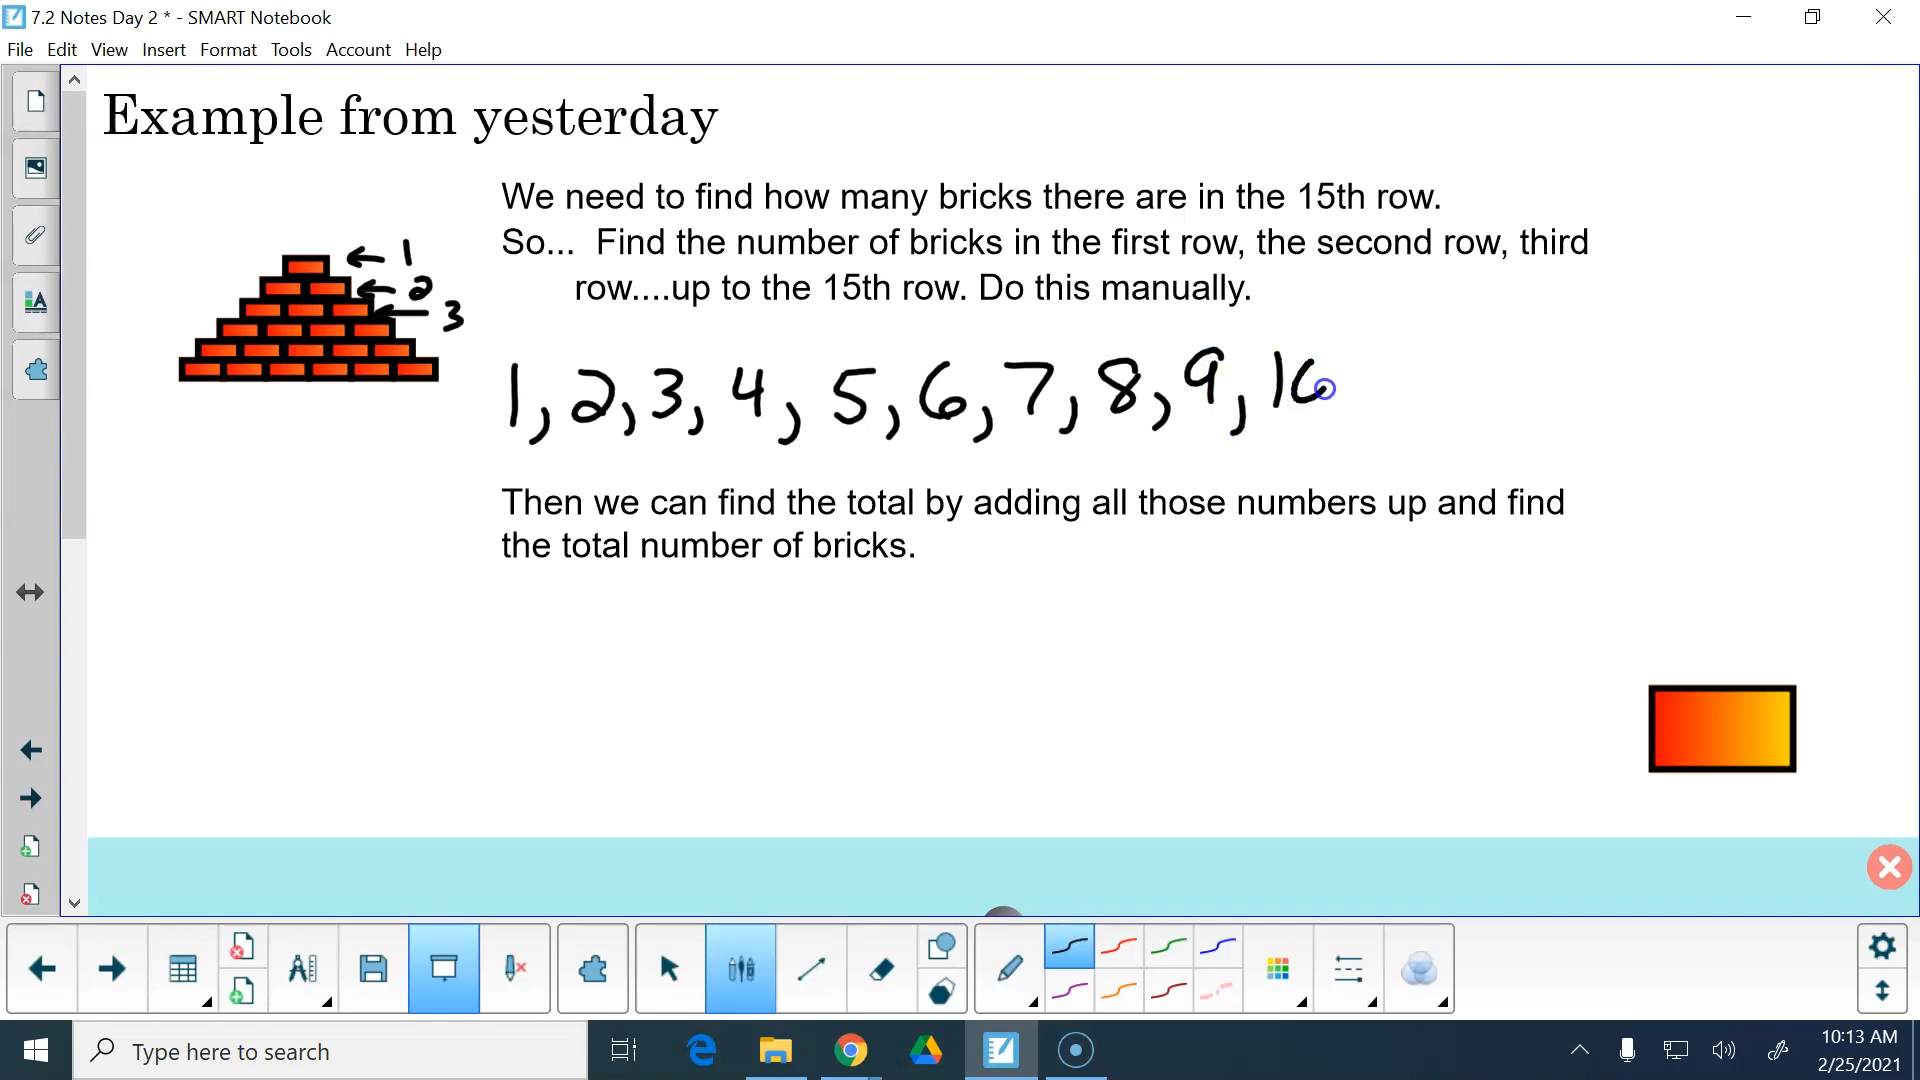 7.2 Notes Day 2 * - SMART Notebook
File Edit View Insert Format Tools Account Help
Example from yesterday
We need to find how many bricks there are in the 15th row.
So... Find the number of bricks in the first row, the second row, third
row....up to the 15th row. Do this manually.
1
2
3
1, 2, 3, 4, 5, 6, 7, 8, 9, 10
Then we can find the total by adding all those numbers up and find
the total number of bricks.
Type here to search
10:13 AM
2/25/2021